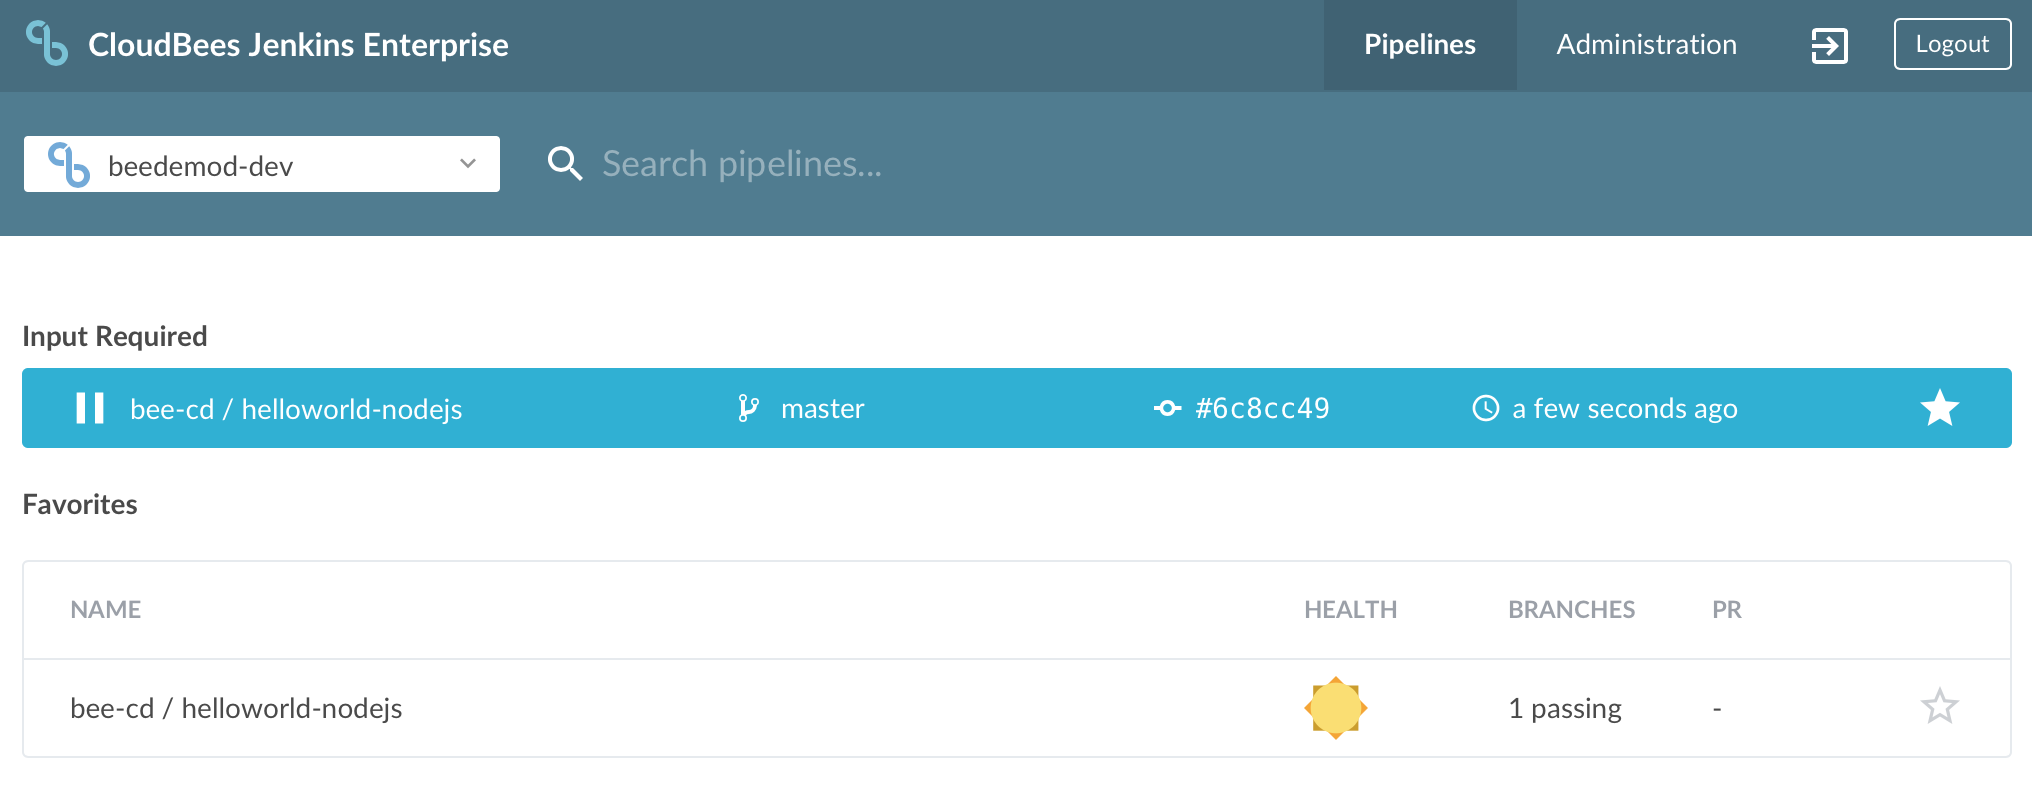 CloudBees Jenkins Enterprise Pipelines Administration Logout
beedemod-dev Search pipelines...
Input Required
bee-cd / helloworld-nodejs master #6c8cc49 a few seconds ago
Favorites
NAME HEALTH BRANCHES PR
bee-cd / helloworld-nodejs 1 passing -